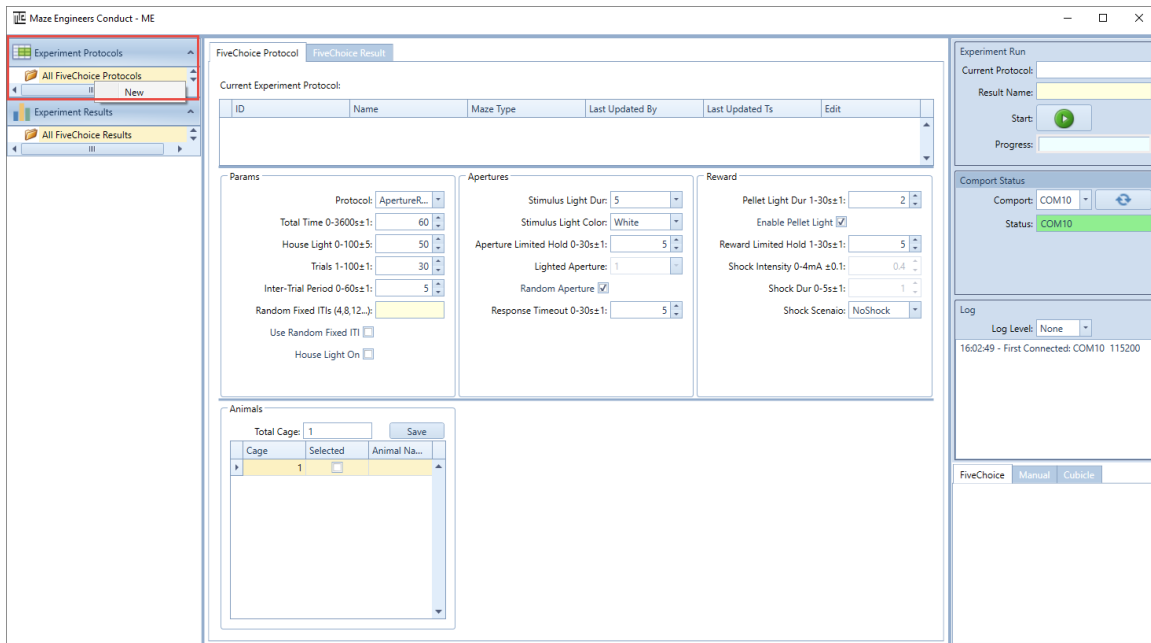 Maze Engineers Conduct - ME
Experiment Protocols
All FiveChoice Protocols
New
Experiment Results
All FiveChoice Results
FiveChoice Protocol FiveChoice Result
Current Experiment Protocol:
ID Name Maze Type Last Updated By Last Updated Ts Edit
Params
Protocol: ApertureR...
Total Time 0-3600s±1: 60
House Light 0-100±5: 50
Trials 1-100±1: 30
Inter-Trial Period 0-60s±1: 5
Random Fixed ITIs (4,8,12...):
Use Random Fixed ITI
House Light On
Apertures
Stimulus Light Dur: 5
Stimulus Light Color: White
Aperture Limited Hold 0-30s±1: 5
Lighted Aperture: 1
Random Aperture
Response Timeout 0-30s±1: 5
Reward
Pellet Light Dur 1-30s±1: 2
Enable Pellet Light
Reward Limited Hold 1-30s±1: 5
Shock Intensity 0-4mA ±0.1: 0.4
Shock Dur 0-5s±1: 1
Shock Scenaio: NoShock
Animals
Total Cage: 1 Save
Cage Selected Animal Na...
1
Experiment Run
Current Protocol:
Result Name:
Start:
Progress:
Comport Status
Comport: COM10
Status: COM10
Log
Log Level: None
16:02:49 - First Connected: COM10 115200
FiveChoice Manual Cubicle